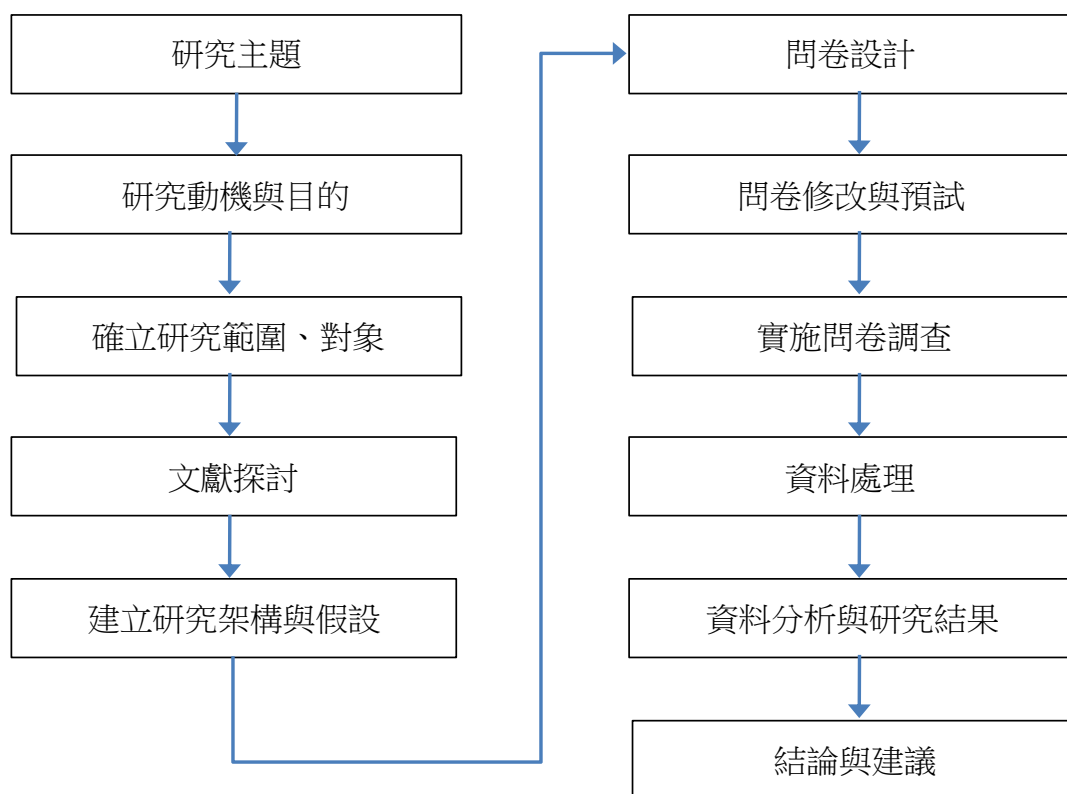 研究主題
研究動機與目的
確立研究範圍、對象
文獻探討
建立研究架構與假設
問卷設計
問卷修改與預試
實施問卷調查
資料處理
資料分析與研究結果
結論與建議